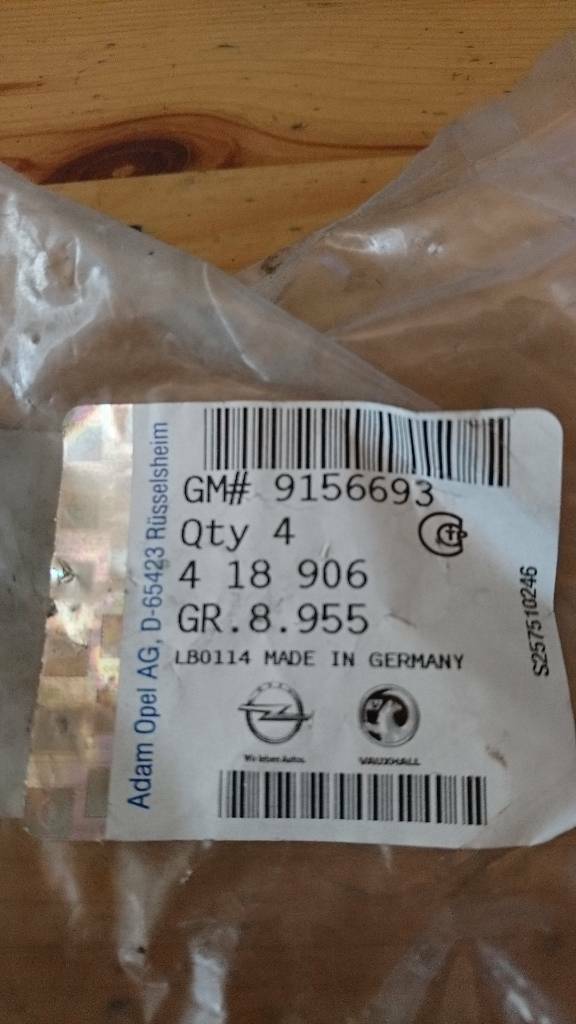 GM# 9156693
Qty 4
4 18 906
GR.8.955
LB0114 MADE IN GERMANY
OPEL
Wir leben Autos.
VAUXHALL
Adam Opel AG, D-65423 Rüsselsheim
S257510246